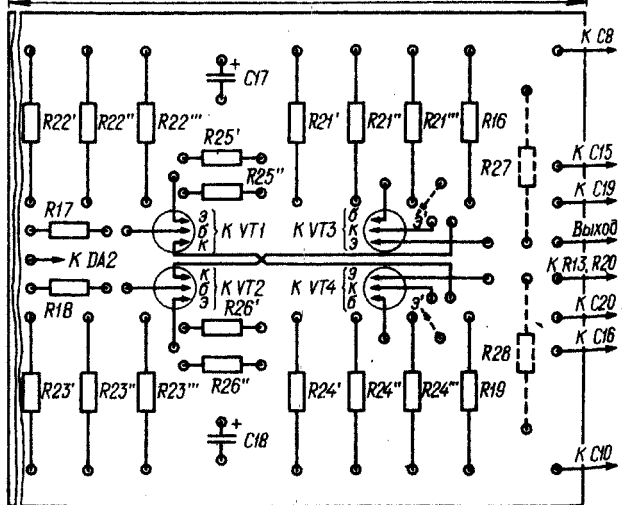 К С8
+
C17
R22' R22" R22''' R21' R21" R21''' R16
R25'
R25"
R27
К С15
К С19
R17
Э
б К VT1
К
К VT3 б
К
Э
Э'
Выход
К DA2
К R13, R20
R18
К
б К VT2
Э
К VT4 Э
К
б
Э'
К С20
R26'
R28
К С16
R26"
R23' R23" R23''' R24' R24" R24''' R19
+
C18
К С10